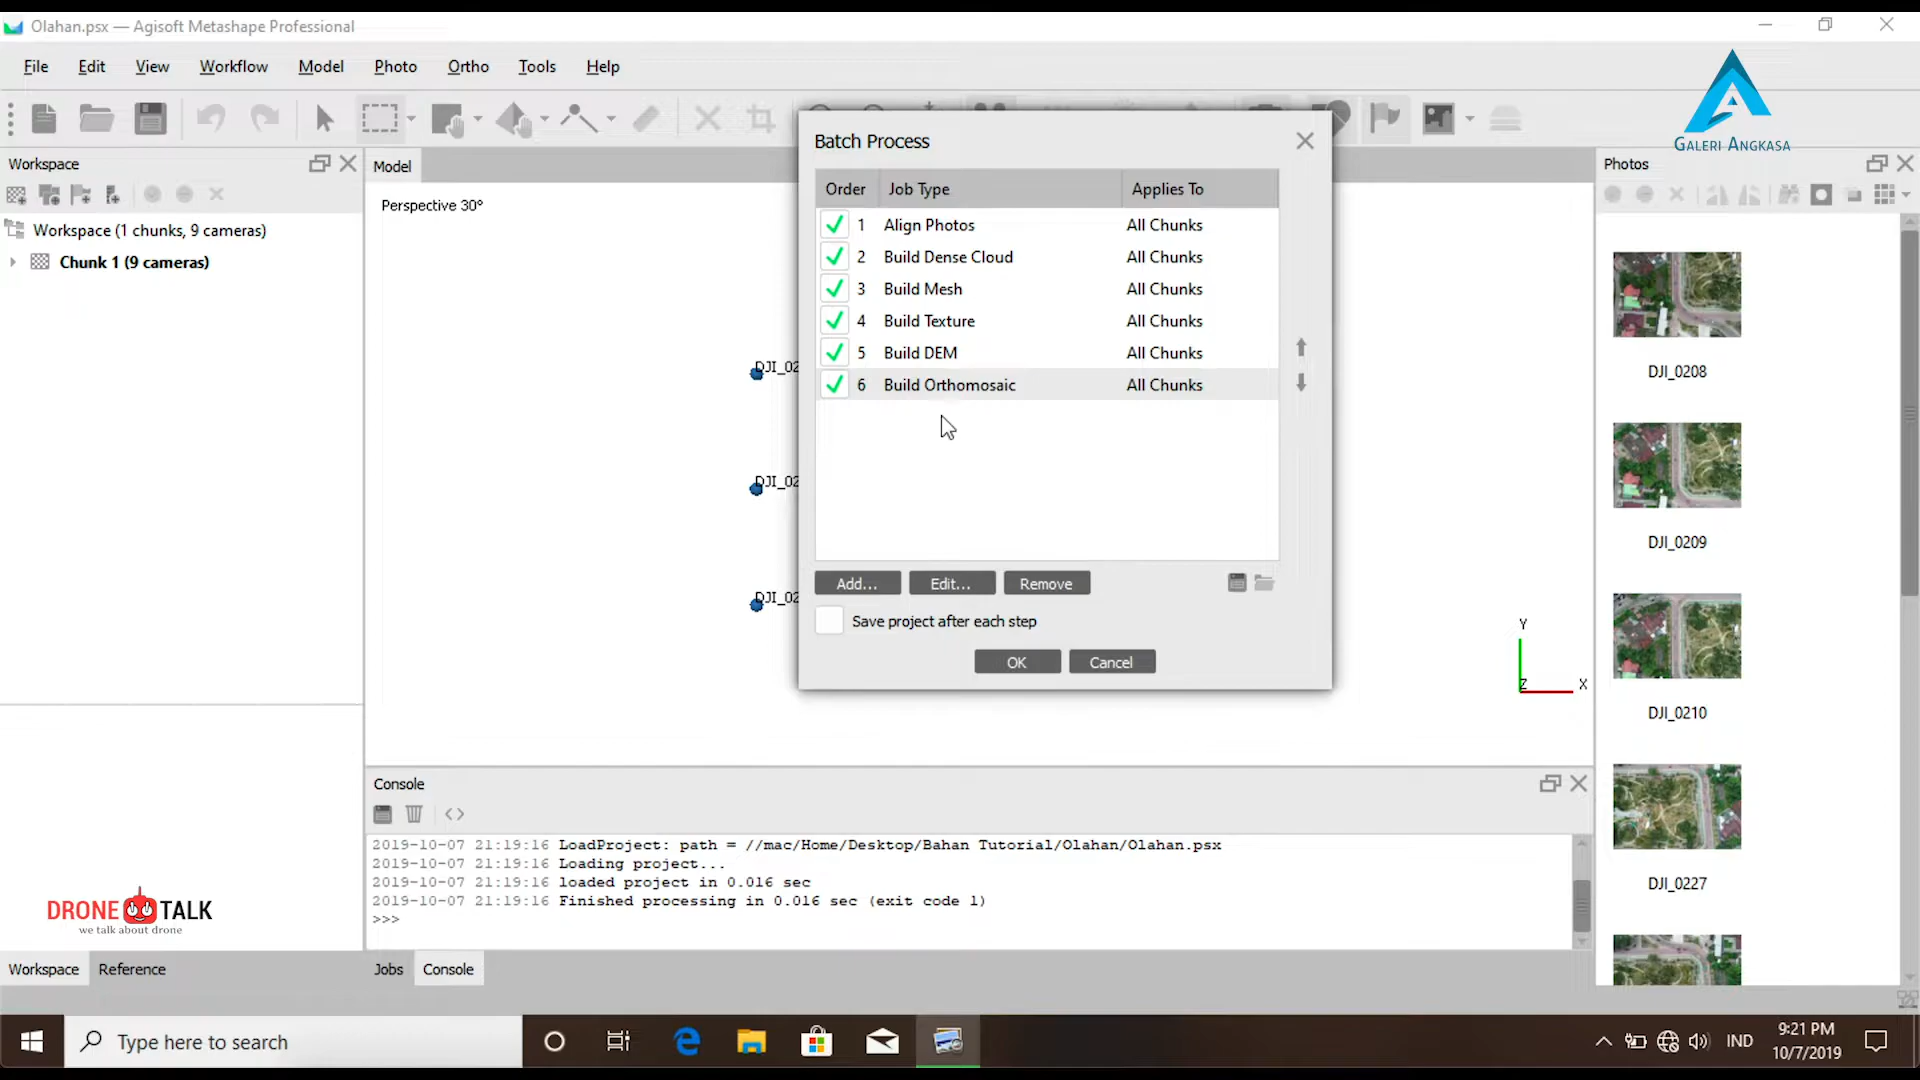 Olahan.psx — Agisoft Metashape Professional
File Edit View Workflow Model Photo Ortho Tools Help
GALERI ANGKASA
Workspace
Model
Photos
Perspective 30°
Workspace (1 chunks, 9 cameras)
Chunk 1 (9 cameras)
DJI_02
DJI_02
DJI_02
Batch Process
Order Job Type Applies To
1 Align Photos All Chunks
2 Build Dense Cloud All Chunks
3 Build Mesh All Chunks
4 Build Texture All Chunks
5 Build DEM All Chunks
6 Build Orthomosaic All Chunks
Add... Edit... Remove
Save project after each step
OK Cancel
Y
Z
X
DJI_0208
DJI_0209
DJI_0210
DJI_0227
Console
2019-10-07 21:19:16 LoadProject: path = //mac/Home/Desktop/Bahan Tutorial/Olahan/Olahan.psx
2019-10-07 21:19:16 Loading project...
2019-10-07 21:19:16 loaded project in 0.016 sec
2019-10-07 21:19:16 Finished processing in 0.016 sec (exit code 1)
>>>
DRONE TALK
we talk about drone
Workspace Reference
Jobs Console
Type here to search
IND
9:21 PM
10/7/2019